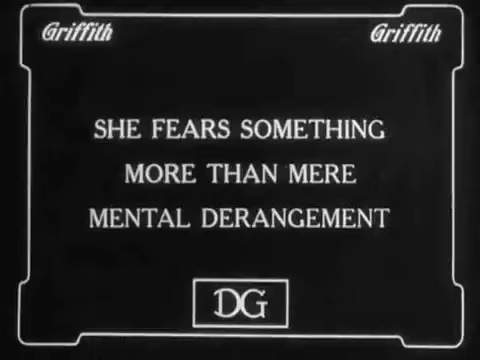 Griffith Griffith
SHE FEARS SOMETHING
MORE THAN MERE
MENTAL DERANGEMENT
DG